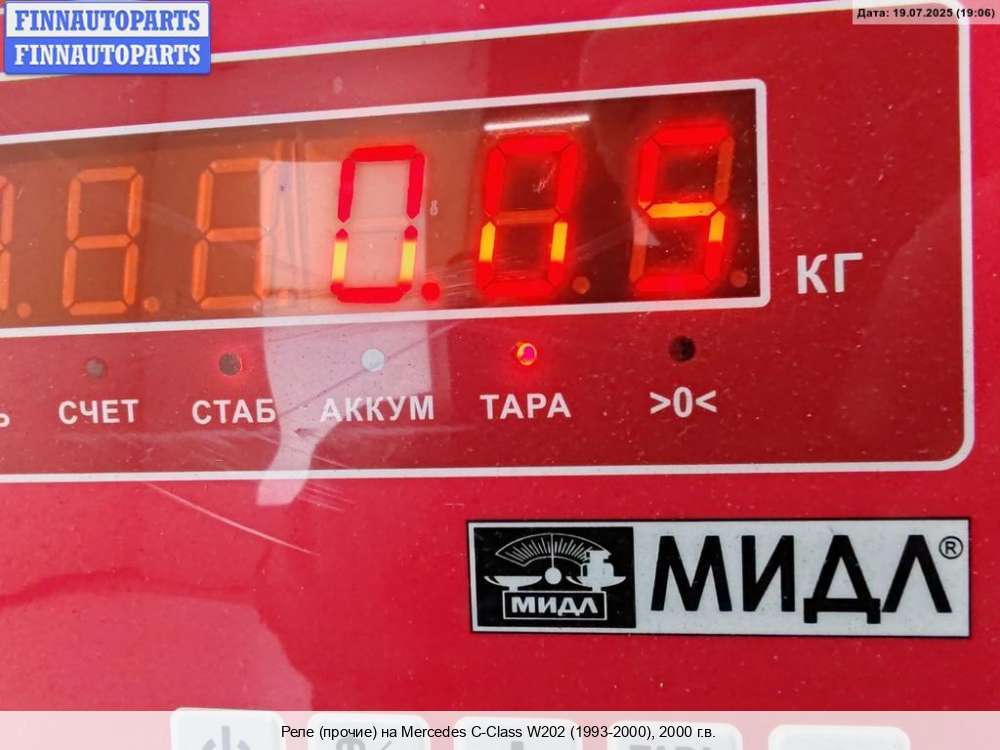 FINNAUTOPARTS
FINNAUTOPARTS
Дата: 19.07.2025 (19:06)
0.05
КГ
СЧЕТ СТАБ АККУМ ТАРА >0<
МИДЛ
МИДЛ®
Реле (прочие) на Mercedes C-Class W202 (1993-2000), 2000 г.в.